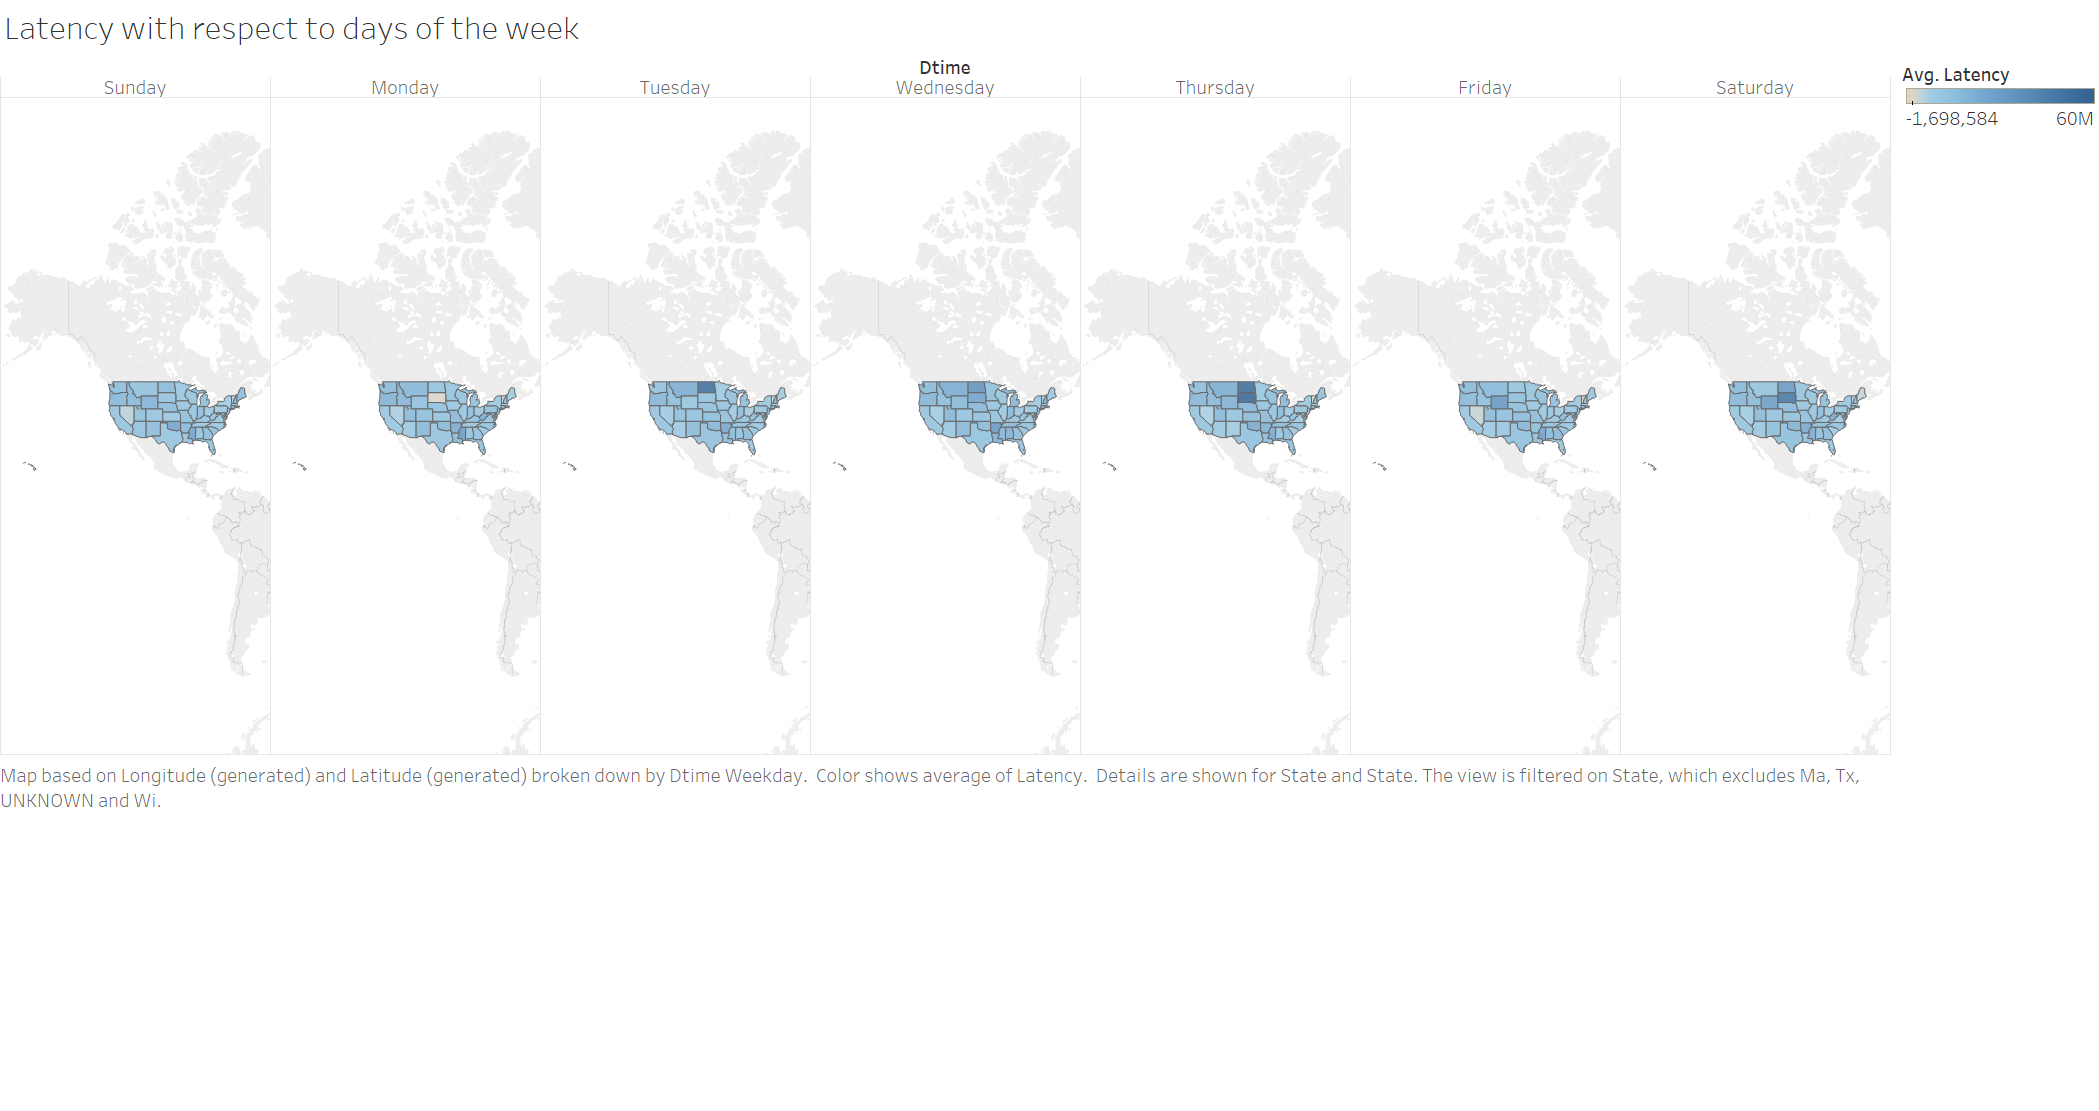 Latency with respect to days of the week
Dtime
Sunday Monday Tuesday Wednesday Thursday Friday Saturday
Avg. Latency
-1,698,584 60M
Map based on Longitude (generated) and Latitude (generated) broken down by Dtime Weekday.  Color shows average of Latency.  Details are shown for State and State. The view is filtered on State, which excludes Ma, Tx,
UNKNOWN and Wi.